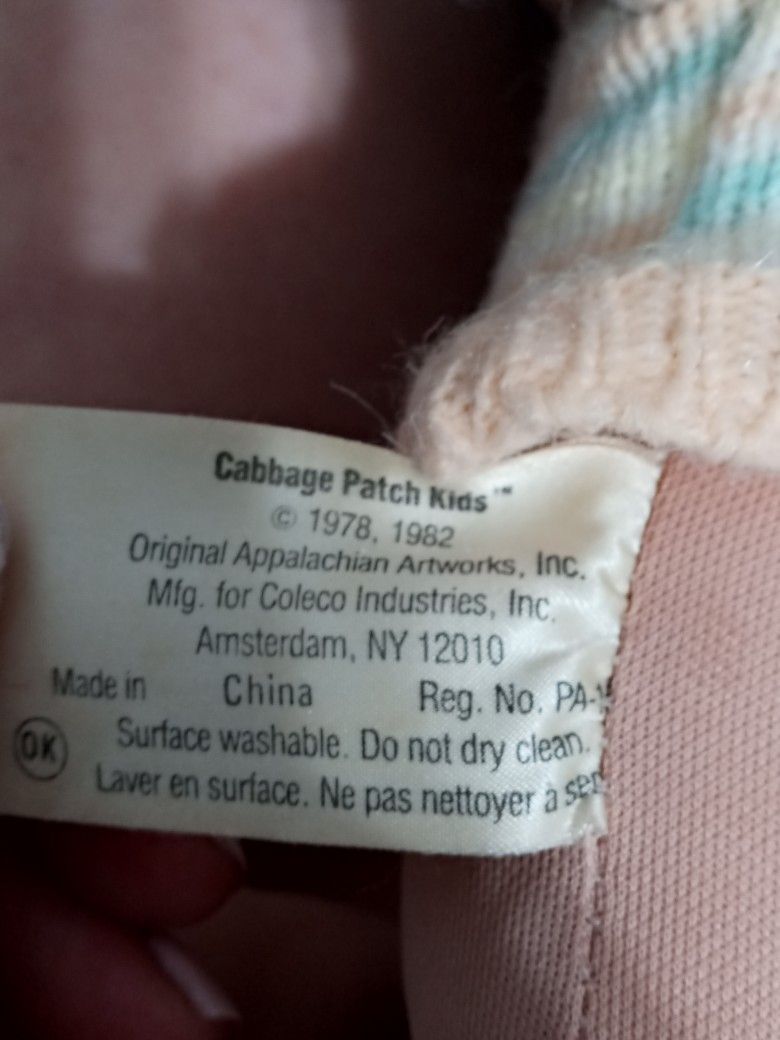 Cabbage Patch Kids™
© 1978, 1982
Original Appalachian Artworks, Inc.
Mfg. for Coleco Industries, Inc.
Amsterdam, NY 12010
Made in China Reg. No. PA-
OK
Surface washable. Do not dry clean.
Laver en surface. Ne pas nettoyer à